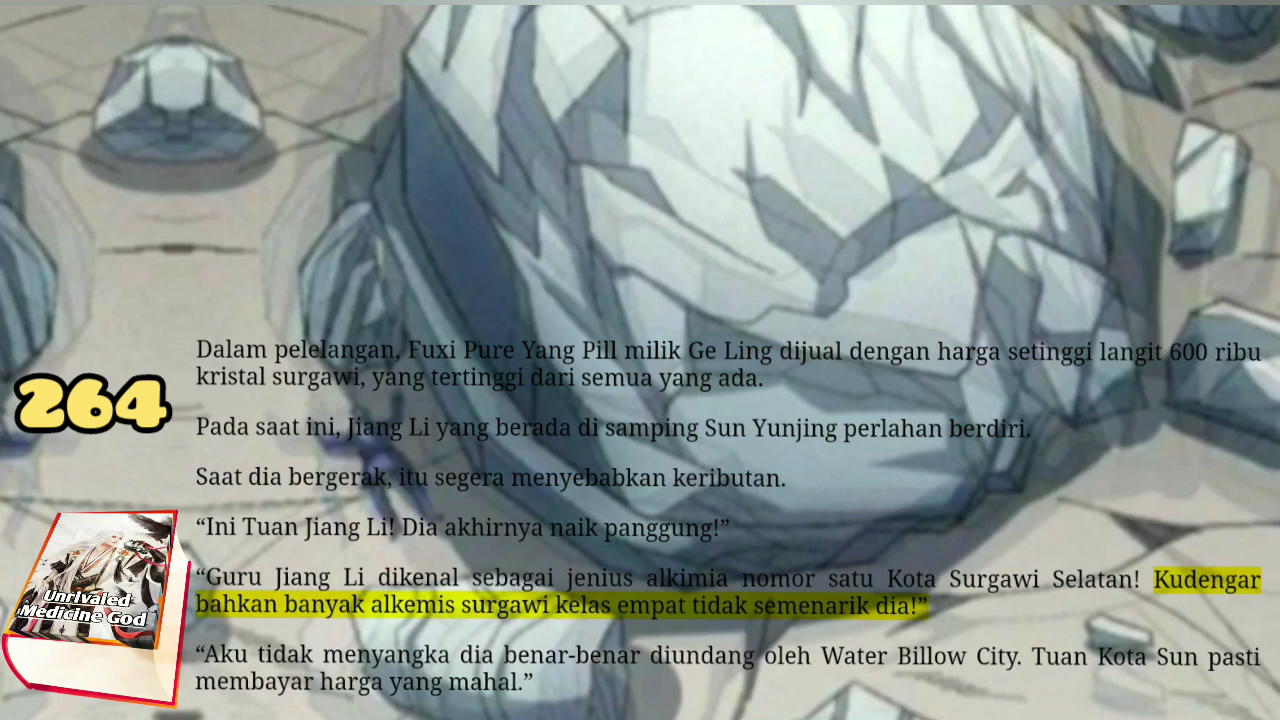 Dalam pelelangan, Fuxi Pure Yang Pill milik Ge Ling dijual dengan harga setinggi langit 600 ribu
kristal surgawi, yang tertinggi dari semua yang ada.
264
Pada saat ini, Jiang Li yang berada di samping Sun Yunjing perlahan berdiri.
Saat dia bergerak, itu segera menyebabkan keributan.
“Ini Tuan Jiang Li! Dia akhirnya naik panggung!”
“Guru Jiang Li dikenal sebagai jenius alkimia nomor satu Kota Surgawi Selatan! Kudengar
bahkan banyak alkemis surgawi kelas empat tidak semenarik dia!”
Unrivaled
Medicine God
“Aku tidak menyangka dia benar-benar diundang oleh Water Billow City. Tuan Kota Sun pasti
membayar harga yang mahal.”